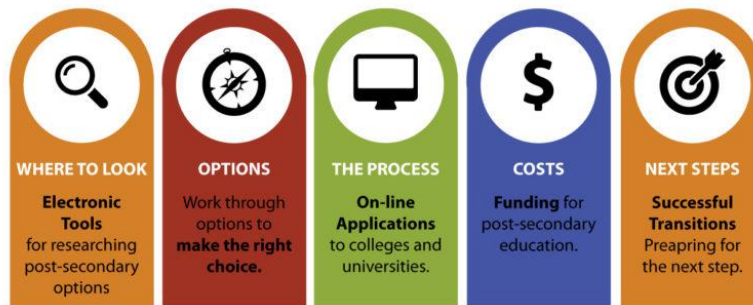 WHERE TO LOOK
Electronic
Tools
for researching
post-secondary
options
OPTIONS
Work through
options to
make the right
choice.
THE PROCESS
On-line
Applications
to colleges and
universities.
COSTS
$
Funding for
post-secondary
education.
NEXT STEPS
Successful
Transitions
Preapring for
the next step.